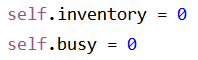 self.inventory = 0
self.busy = 0